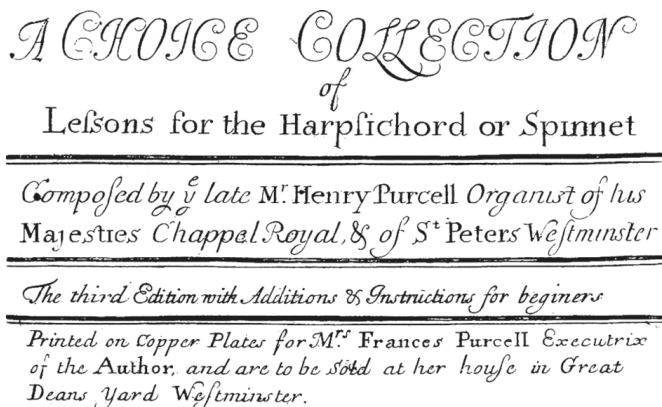 A CHOICE COLLECTION
of
Leſsons for the Harpſichord or Spinnet
Compoſed by yͤ late Mʳ Henry Purcell Organist of his
Majesties Chappel Royal, & of Sᵗ Peters Weſtminster
The third Edition with Additions & Instructions for beginers
Printed on Copper Plates for Mʳˢ Frances Purcell Executrix
of the Author, and are to be sold at her houſe in Great
Deans Yard Weſtminster.